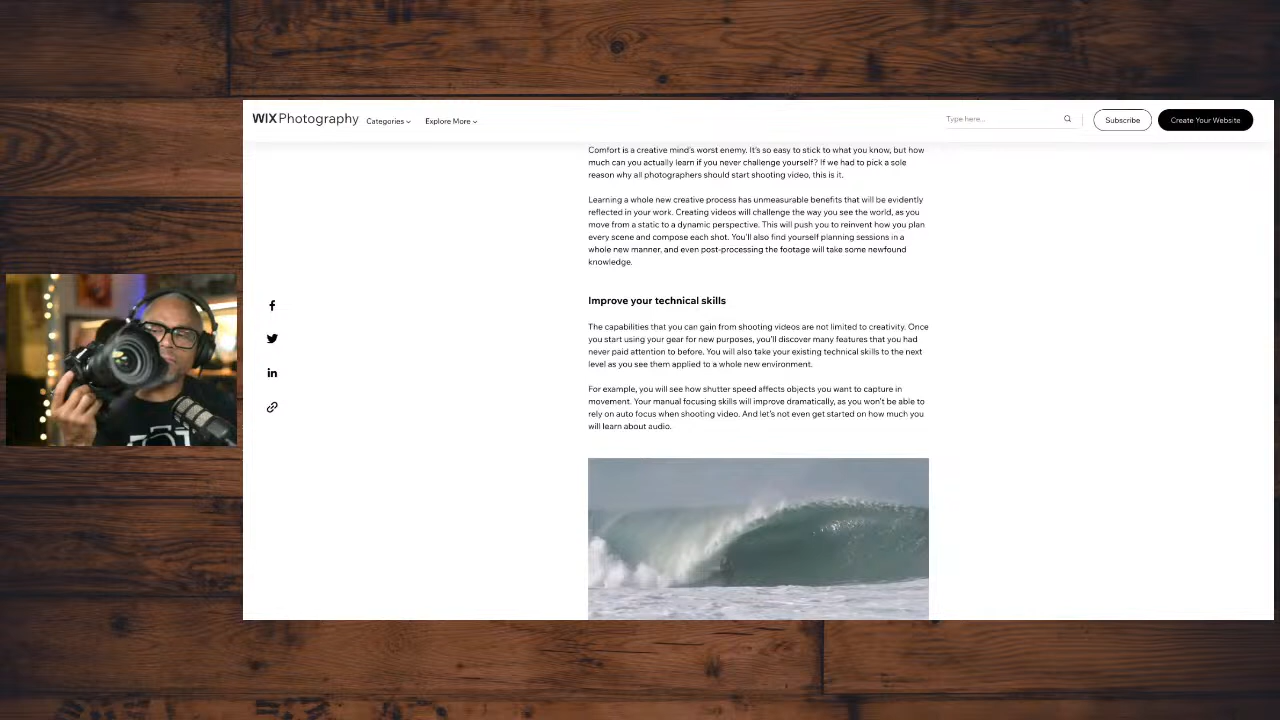 WIX Photography Categories Explore More Type here... Subscribe Create Your Website
Comfort is a creative mind's worst enemy. It's so easy to stick to what you know, but how
much can you actually learn if you never challenge yourself? If we had to pick a sole
reason why all photographers should start shooting video, this is it.
Learning a whole new creative process has unmeasurable benefits that will be evidently
reflected in your work. Creating videos will challenge the way you see the world, as you
move from a static to a dynamic perspective. This will push you to reinvent how you plan
every scene and compose each shot. You'll also find yourself planning sessions in a
whole new manner, and even post-processing the footage will take some newfound
knowledge.
Improve your technical skills
The capabilities that you can gain from shooting videos are not limited to creativity. Once
you start using your gear for new purposes, you'll discover many features that you had
never paid attention to before. You will also take your existing technical skills to the next
level as you see them applied to a whole new environment.
For example, you will see how shutter speed affects objects you want to capture in
movement. Your manual focusing skills will improve dramatically, as you won't be able to
rely on auto focus when shooting video. And let's not even get started on how much you
will learn about audio.